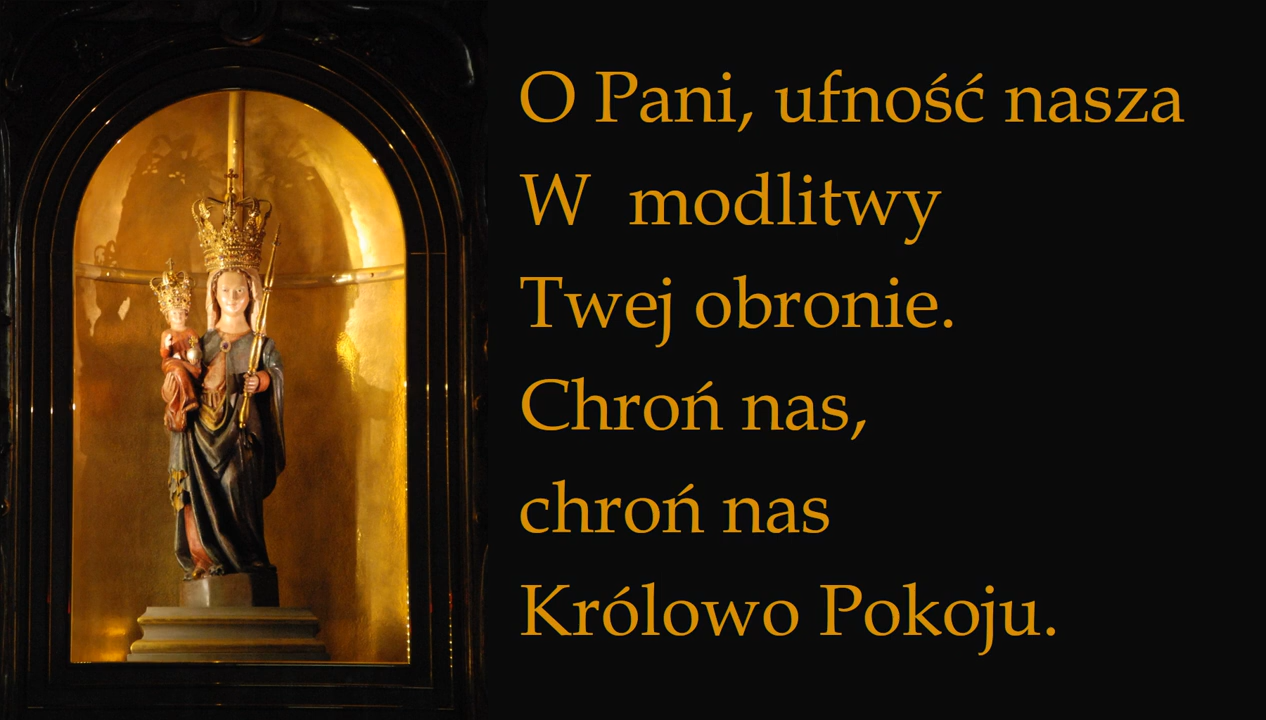 O Pani, ufność nasza
W modlitwy
Twej obronie.
Chroń nas,
chroń nas
Królowo Pokoju.